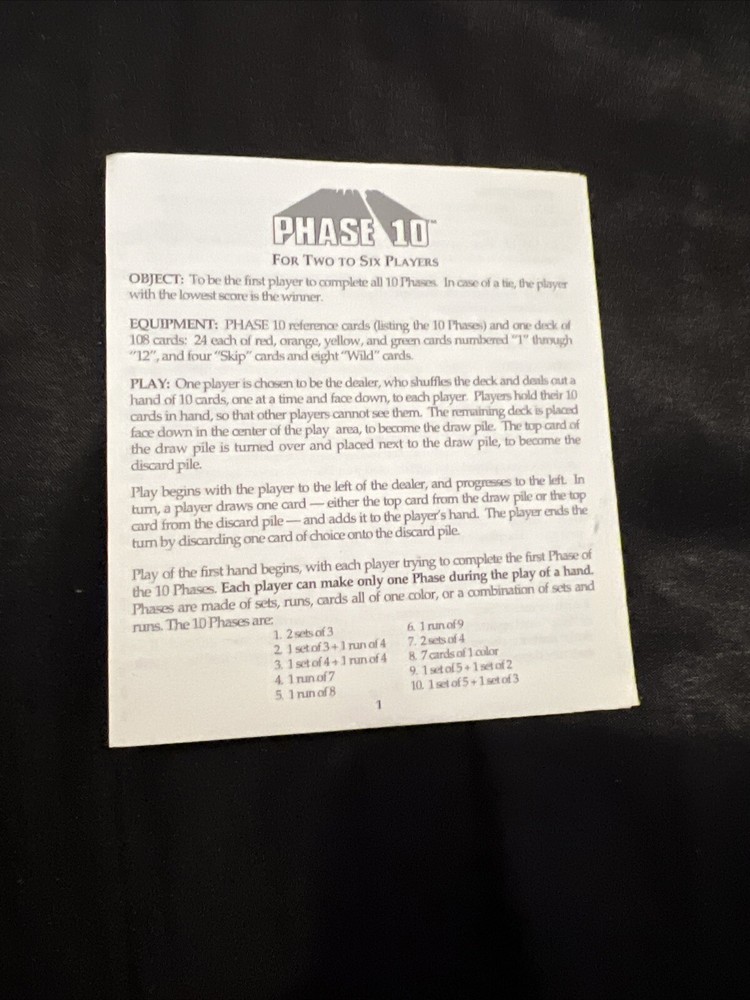 PHASE 10™
FOR TWO TO SIX PLAYERS
OBJECT: To be the first player to complete all 10 Phases. In case of a tie, the player
with the lowest score is the winner.
EQUIPMENT: PHASE 10 reference cards (listing the 10 Phases) and one deck of
108 cards: 24 each of red, orange, yellow, and green cards numbered "1" through
"12", and four "Skip" cards and eight "Wild" cards.
PLAY: One player is chosen to be the dealer, who shuffles the deck and deals out a
hand of 10 cards, one at a time and face down, to each player. Players hold their 10
cards in hand, so that other players cannot see them. The remaining deck is placed
face down in the center of the play area, to become the draw pile. The top card of
the draw pile is turned over and placed next to the draw pile, to become the
discard pile.
Play begins with the player to the left of the dealer, and progresses to the left. In
turn, a player draws one card — either the top card from the draw pile or the top
card from the discard pile — and adds it to the player's hand. The player ends the
turn by discarding one card of choice onto the discard pile.
Play of the first hand begins, with each player trying to complete the first Phase of
the 10 Phases. Each player can make only one Phase during the play of a hand.
Phases are made of sets, runs, cards all of one color, or a combination of sets and
runs. The 10 Phases are:
1. 2 sets of 3
2. 1 set of 3 + 1 run of 4
3. 1 set of 4 + 1 run of 4
4. 1 run of 7
5. 1 run of 8
6. 1 run of 9
7. 2 sets of 4
8. 7 cards of 1 color
9. 1 set of 5 + 1 set of 2
10. 1 set of 5 + 1 set of 3
1